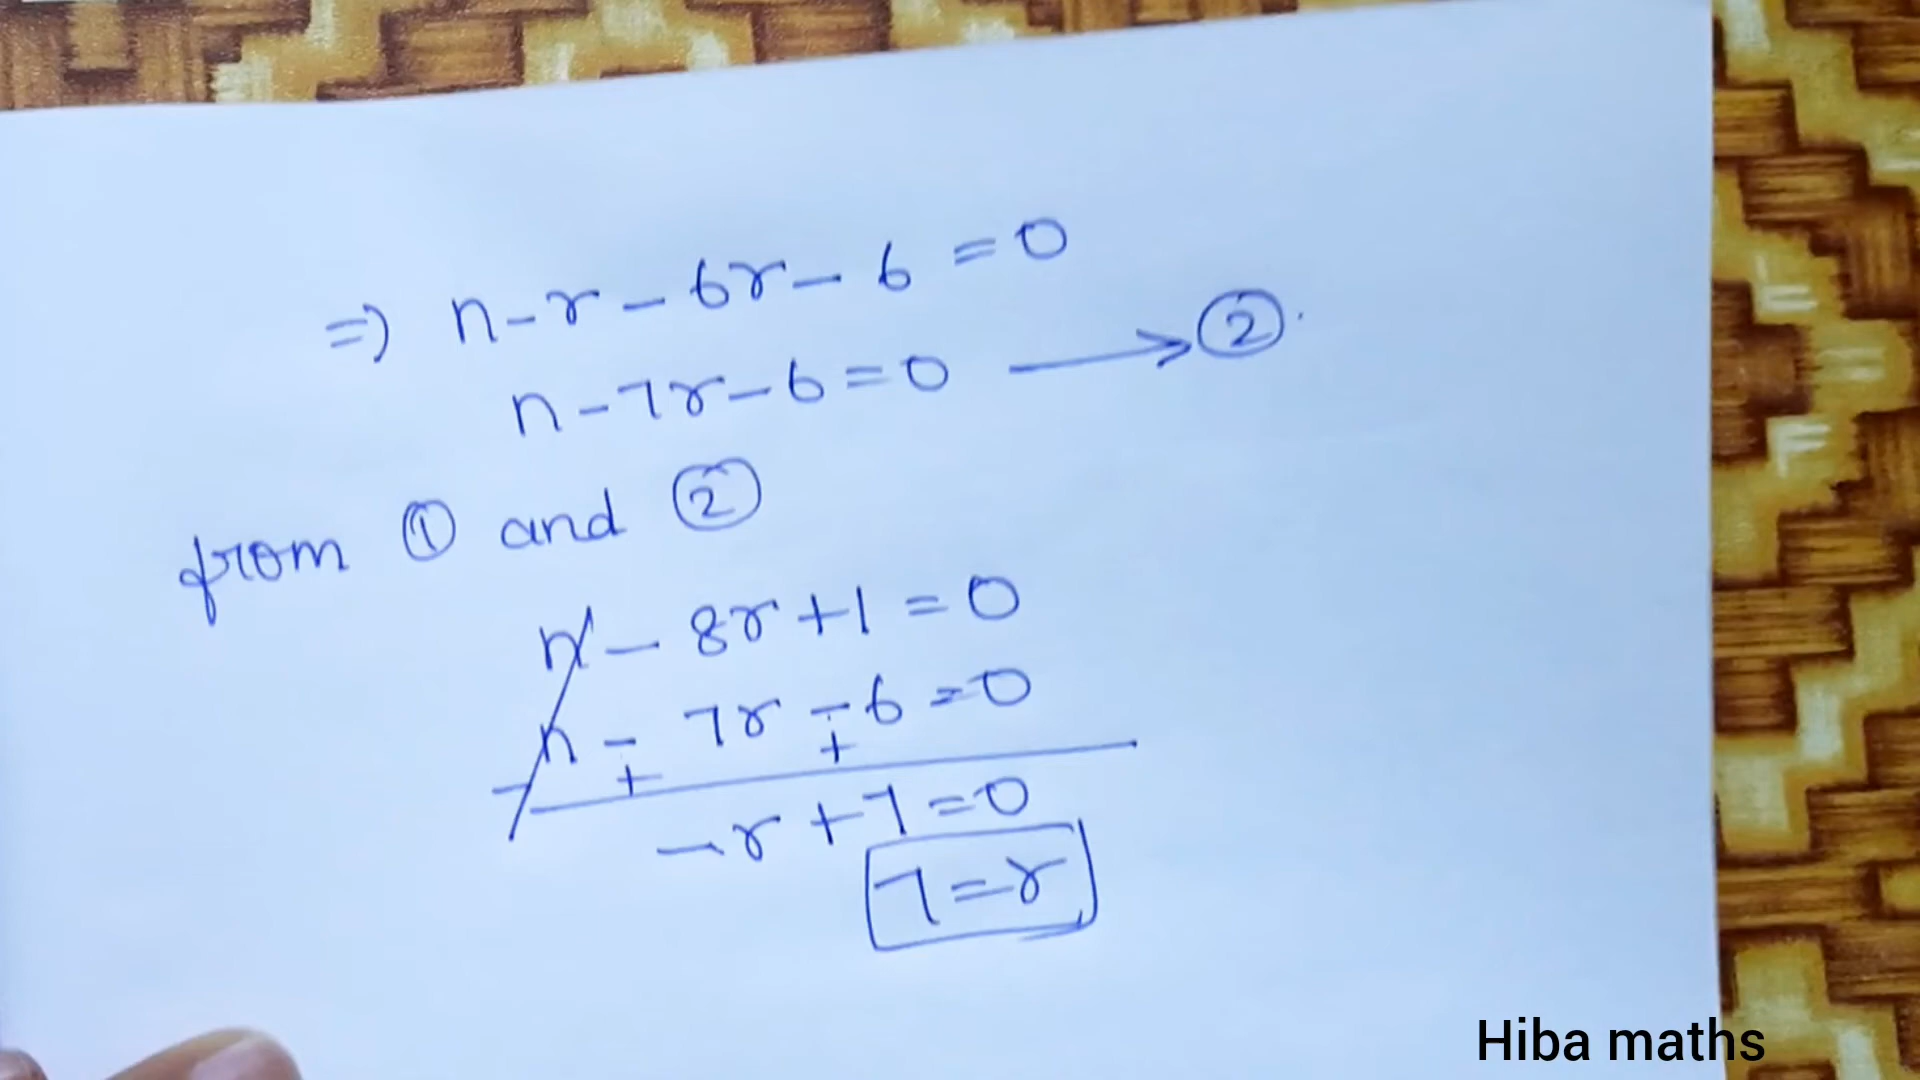 =) n - r - 6r - 6 = 0
n - 7r - 6 = 0 → ②.
from ① and ②
n - 8r + 1 = 0
n - 7r - 6 = 0
- + +
-r + 7 = 0
7 = r
Hiba maths